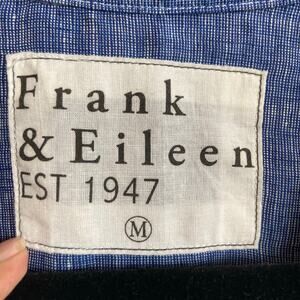 Frank
& Eileen
EST 1947
M